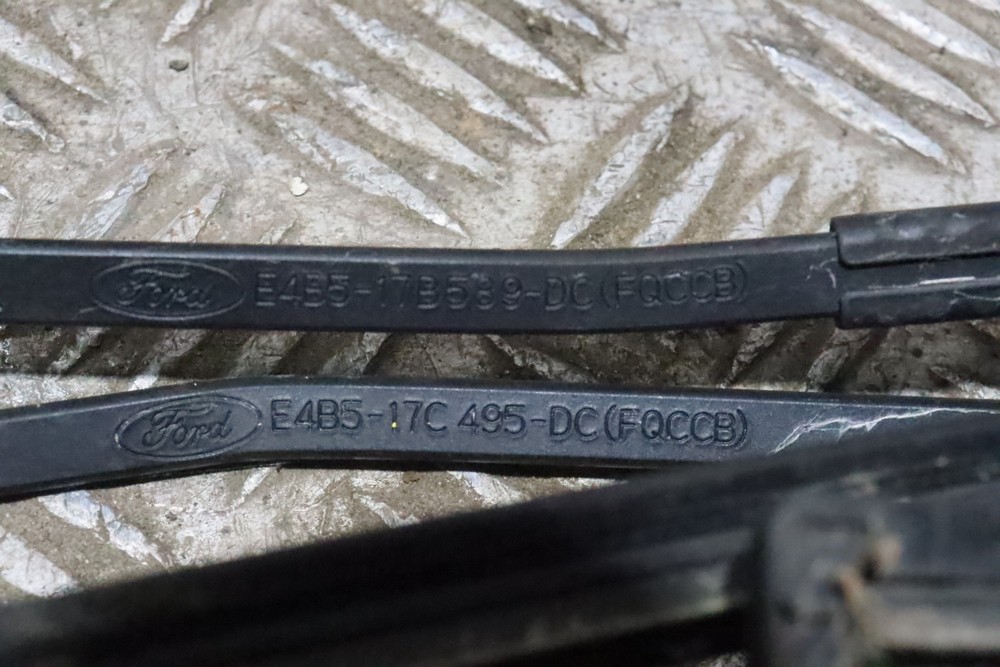 Ford E4B5-17B589-DC(FQCCB)
Ford E4B5-17C 495-DC(FQCCB)